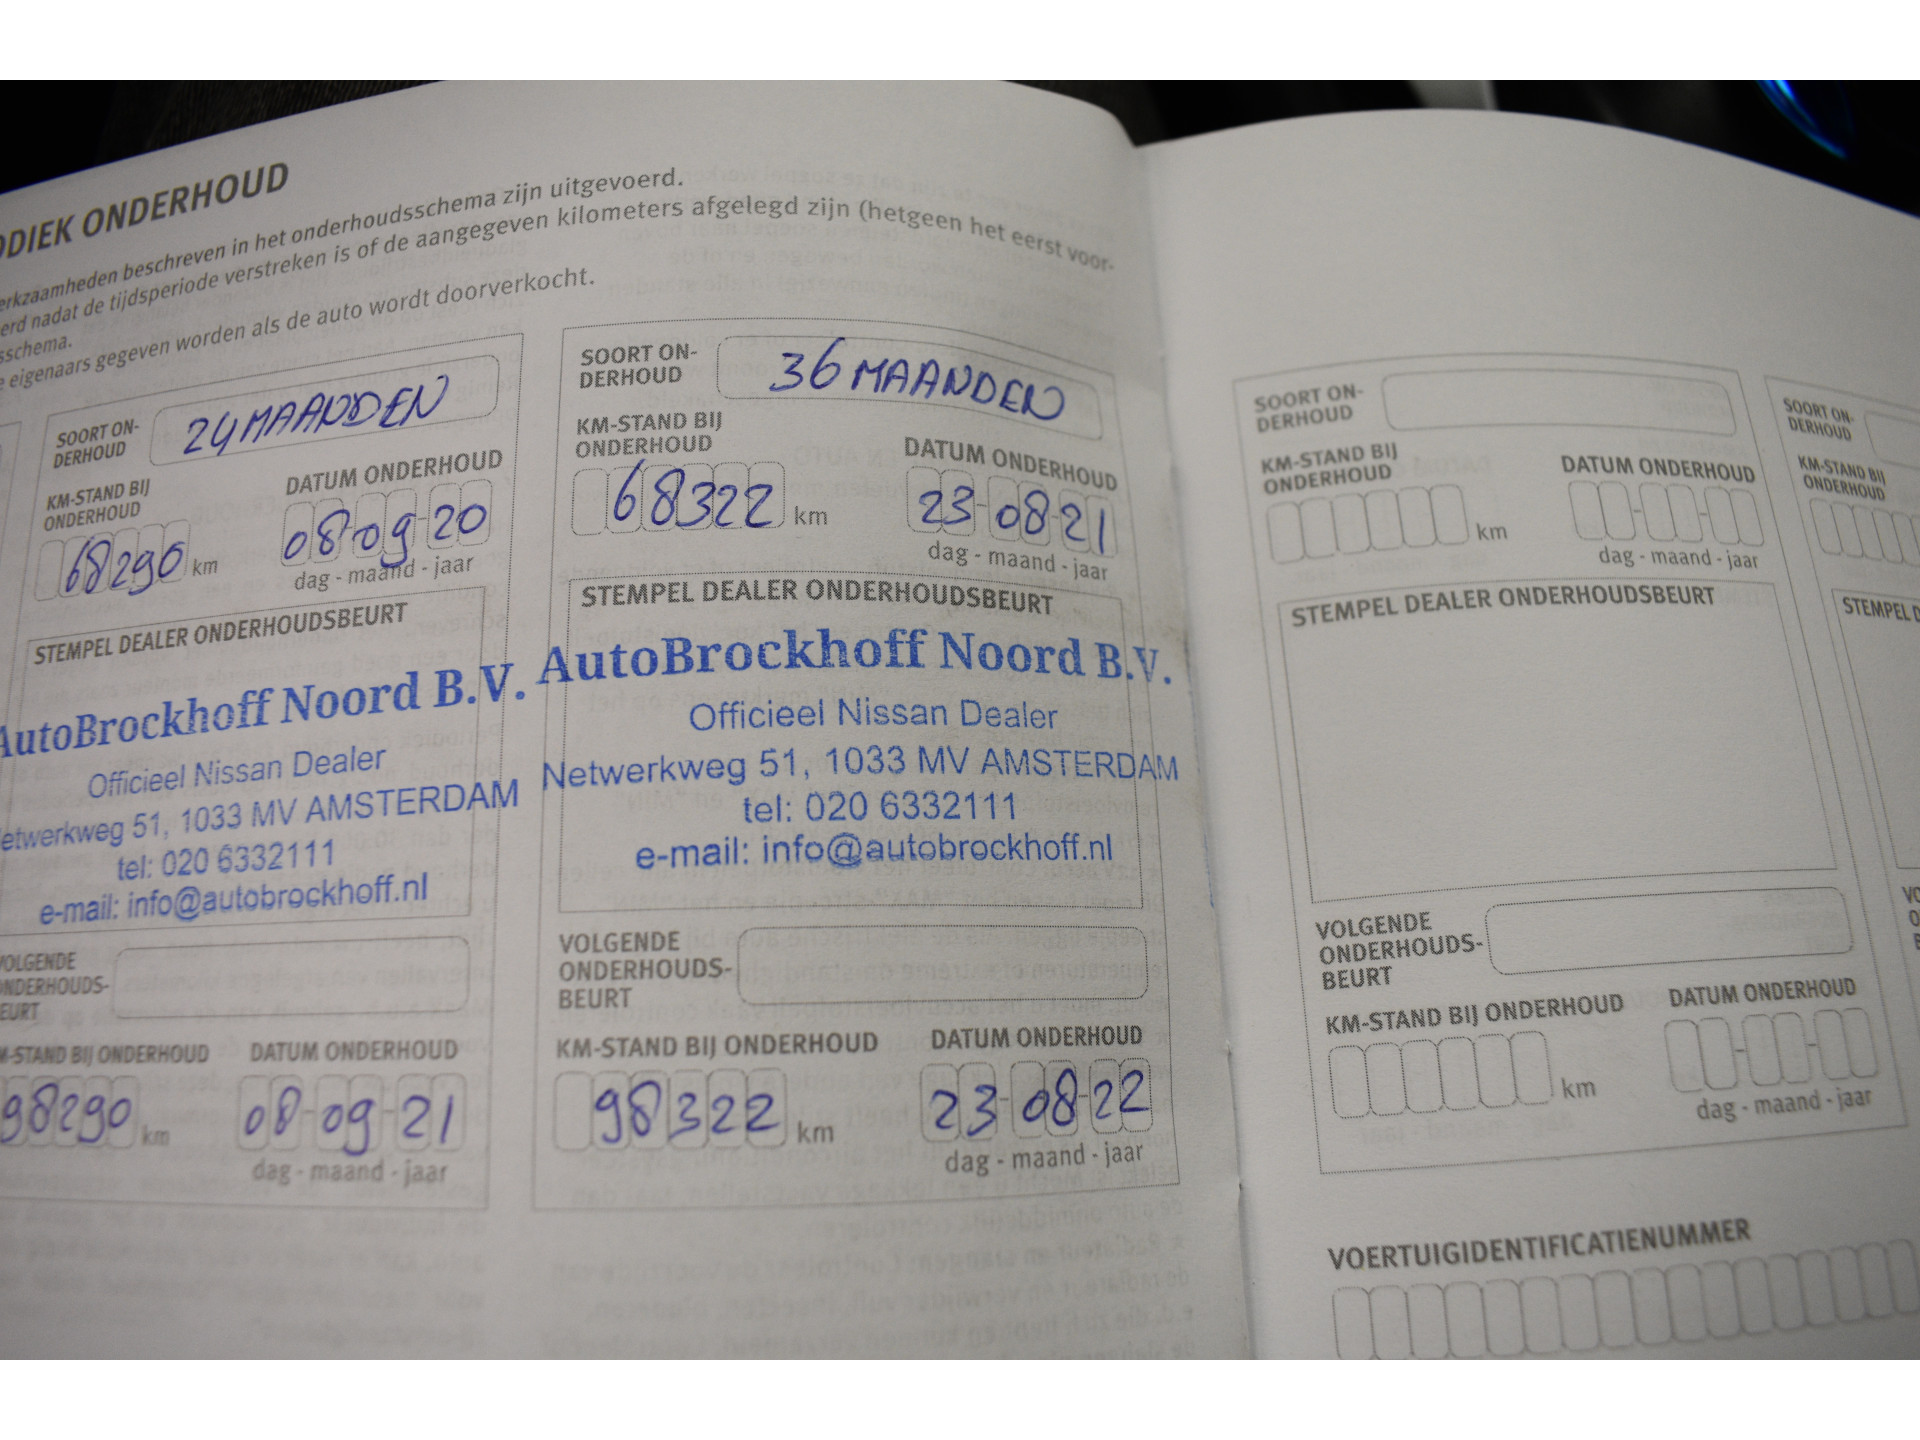 ODIEK ONDERHOUD
erkzaamheden beschreven in het onderhoudsschema zijn uitgevoerd.
erd nadat de tijdsperiode verstreken is of de aangegeven kilometers afgelegd zijn (hetgeen het eerst voor-
sschema.
e eigenaars gegeven worden als de auto wordt doorverkocht.
SOORT ON-
DERHOUD
24 MAANDEN
KM-STAND BIJ
ONDERHOUD
68290 km
DATUM ONDERHOUD
08-09-20
dag - maand - jaar
STEMPEL DEALER ONDERHOUDSBEURT
AutoBrockhoff Noord B.V.
Officieel Nissan Dealer
etwerkweg 51, 1033 MV AMSTERDAM
tel: 020 6332111
e-mail: info@autobrockhoff.nl
VOLGENDE
ONDERHOUDS-
BEURT
M-STAND BIJ ONDERHOUD
98290 km
DATUM ONDERHOUD
08-09-21
dag - maand - jaar
SOORT ON-
DERHOUD
36 MAANDEN
KM-STAND BIJ
ONDERHOUD
68322 km
DATUM ONDERHOUD
23-08-21
dag - maand - jaar
STEMPEL DEALER ONDERHOUDSBEURT
AutoBrockhoff Noord B.V.
Officieel Nissan Dealer
Netwerkweg 51, 1033 MV AMSTERDAM
tel: 020 6332111
e-mail: info@autobrockhoff.nl
VOLGENDE
ONDERHOUDS-
BEURT
KM-STAND BIJ ONDERHOUD
98322 km
DATUM ONDERHOUD
23-08-22
dag - maand - jaar
SOORT ON-
DERHOUD
KM-STAND BIJ
ONDERHOUD
km
DATUM ONDERHOUD
dag - maand - jaar
STEMPEL DEALER ONDERHOUDSBEURT
VOLGENDE
ONDERHOUDS-
BEURT
KM-STAND BIJ ONDERHOUD
km
DATUM ONDERHOUD
dag - maand - jaar
VOERTUIGIDENTIFICATIENUMMER
SOORT ON-
DERHOUD
KM-STAND BIJ
ONDERHOUD
STEMPEL D
VO
O
B